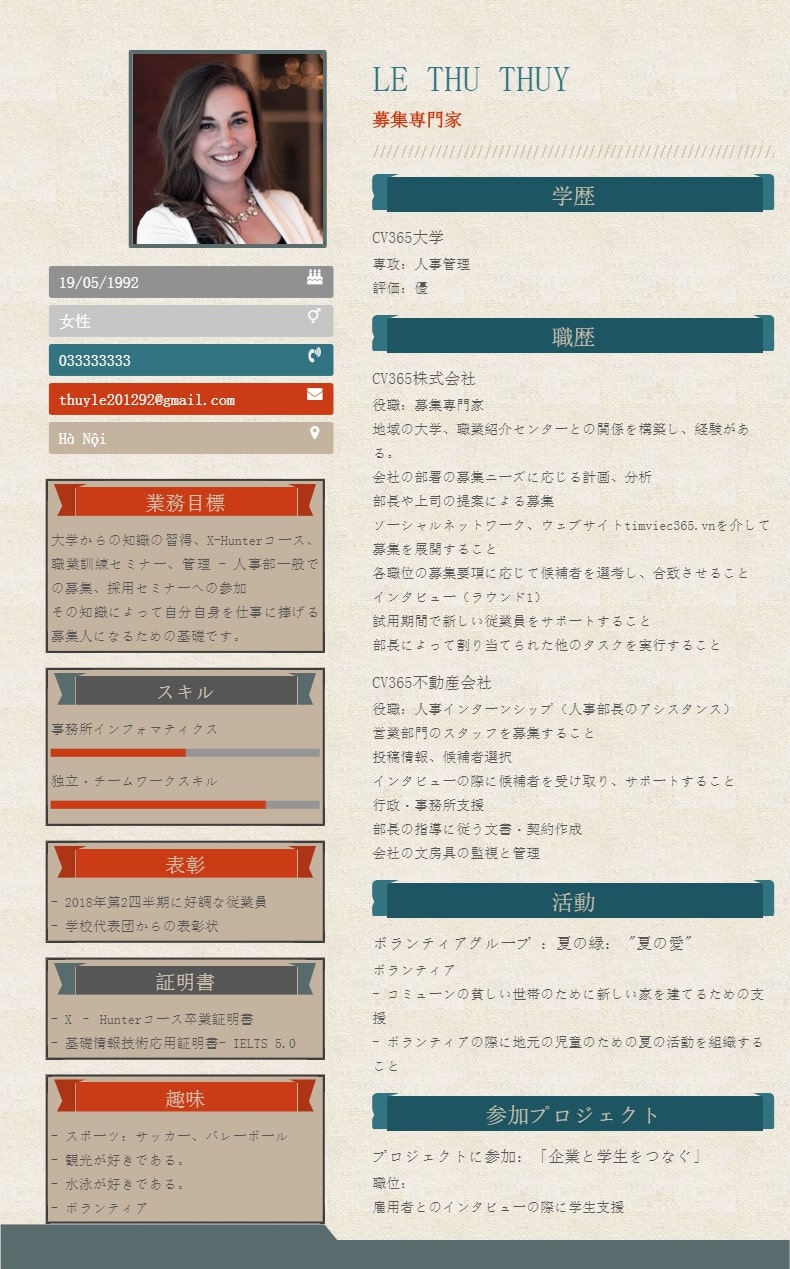 LE THU THUY
募集専門家
19/05/1992
女性
033333333
thuyle201292@gmail.com
Hà Nội
業務目標
大学からの知識の習得、X-Hunterコース、
職業訓練セミナー、管理 - 人事部一般で
の募集、採用セミナーへの参加
その知識によって自分自身を仕事に捧げる
募集人になるための基礎です。
スキル
事務所インフォマティクス
独立・チームワークスキル
表彰
- 2018年第2四半期に好調な従業員
- 学校代表団からの表彰状
証明書
- X - Hunterコース卒業証明書
- 基礎情報技術応用証明書- IELTS 5.0
趣味
- スポーツ: サッカー、バレーボール
- 観光が好きである。
- 水泳が好きである。
- ボランティア
学歴
CV365大学
専攻: 人事管理
評価: 優
職歴
CV365株式会社
役職: 募集専門家
地域の大学、職業紹介センターとの関係を構築し、経験があ
る。
会社の部署の募集ニーズに応じる計画、分析
部長や上司の提案による募集
ソーシャルネットワーク、ウェブサイトtimviec365.vnを介して
募集を展開すること
各職位の募集要項に応じて候補者を選考し、合致させること
インタビュー（ラウンド1）
試用期間で新しい従業員をサポートすること
部長によって割り当てられた他のタスクを実行すること
CV365不動産会社
役職: 人事インターンシップ（人事部長のアシスタンス）
営業部門のスタッフを募集すること
投稿情報、候補者選択
インタビューの際に候補者を受け取り、サポートすること
行政・事務所支援
部長の指導に従う文書・契約作成
会社の文房具の監視と管理
活動
ボランティアグループ : 夏の緑: "夏の愛"
ボランティア
- コミューンの貧しい世帯のために新しい家を建てるための支
援
- ボランティアの際に地元の児童のための夏の活動を組織する
こと
参加プロジェクト
プロジェクトに参加: 「企業と学生をつなぐ」
職位:
雇用者とのインタビューの際に学生支援